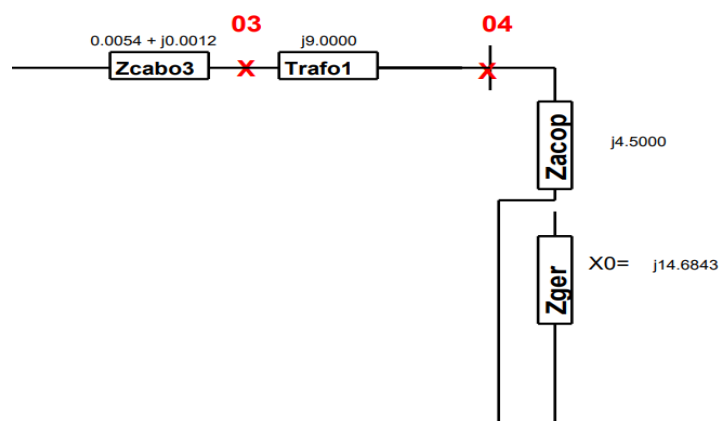 03
04
0.0054 + j0.0012
j9.0000
Zcabo3
X
Trafo1
X
Zacop
j4.5000
Zger
X0= j14.6843